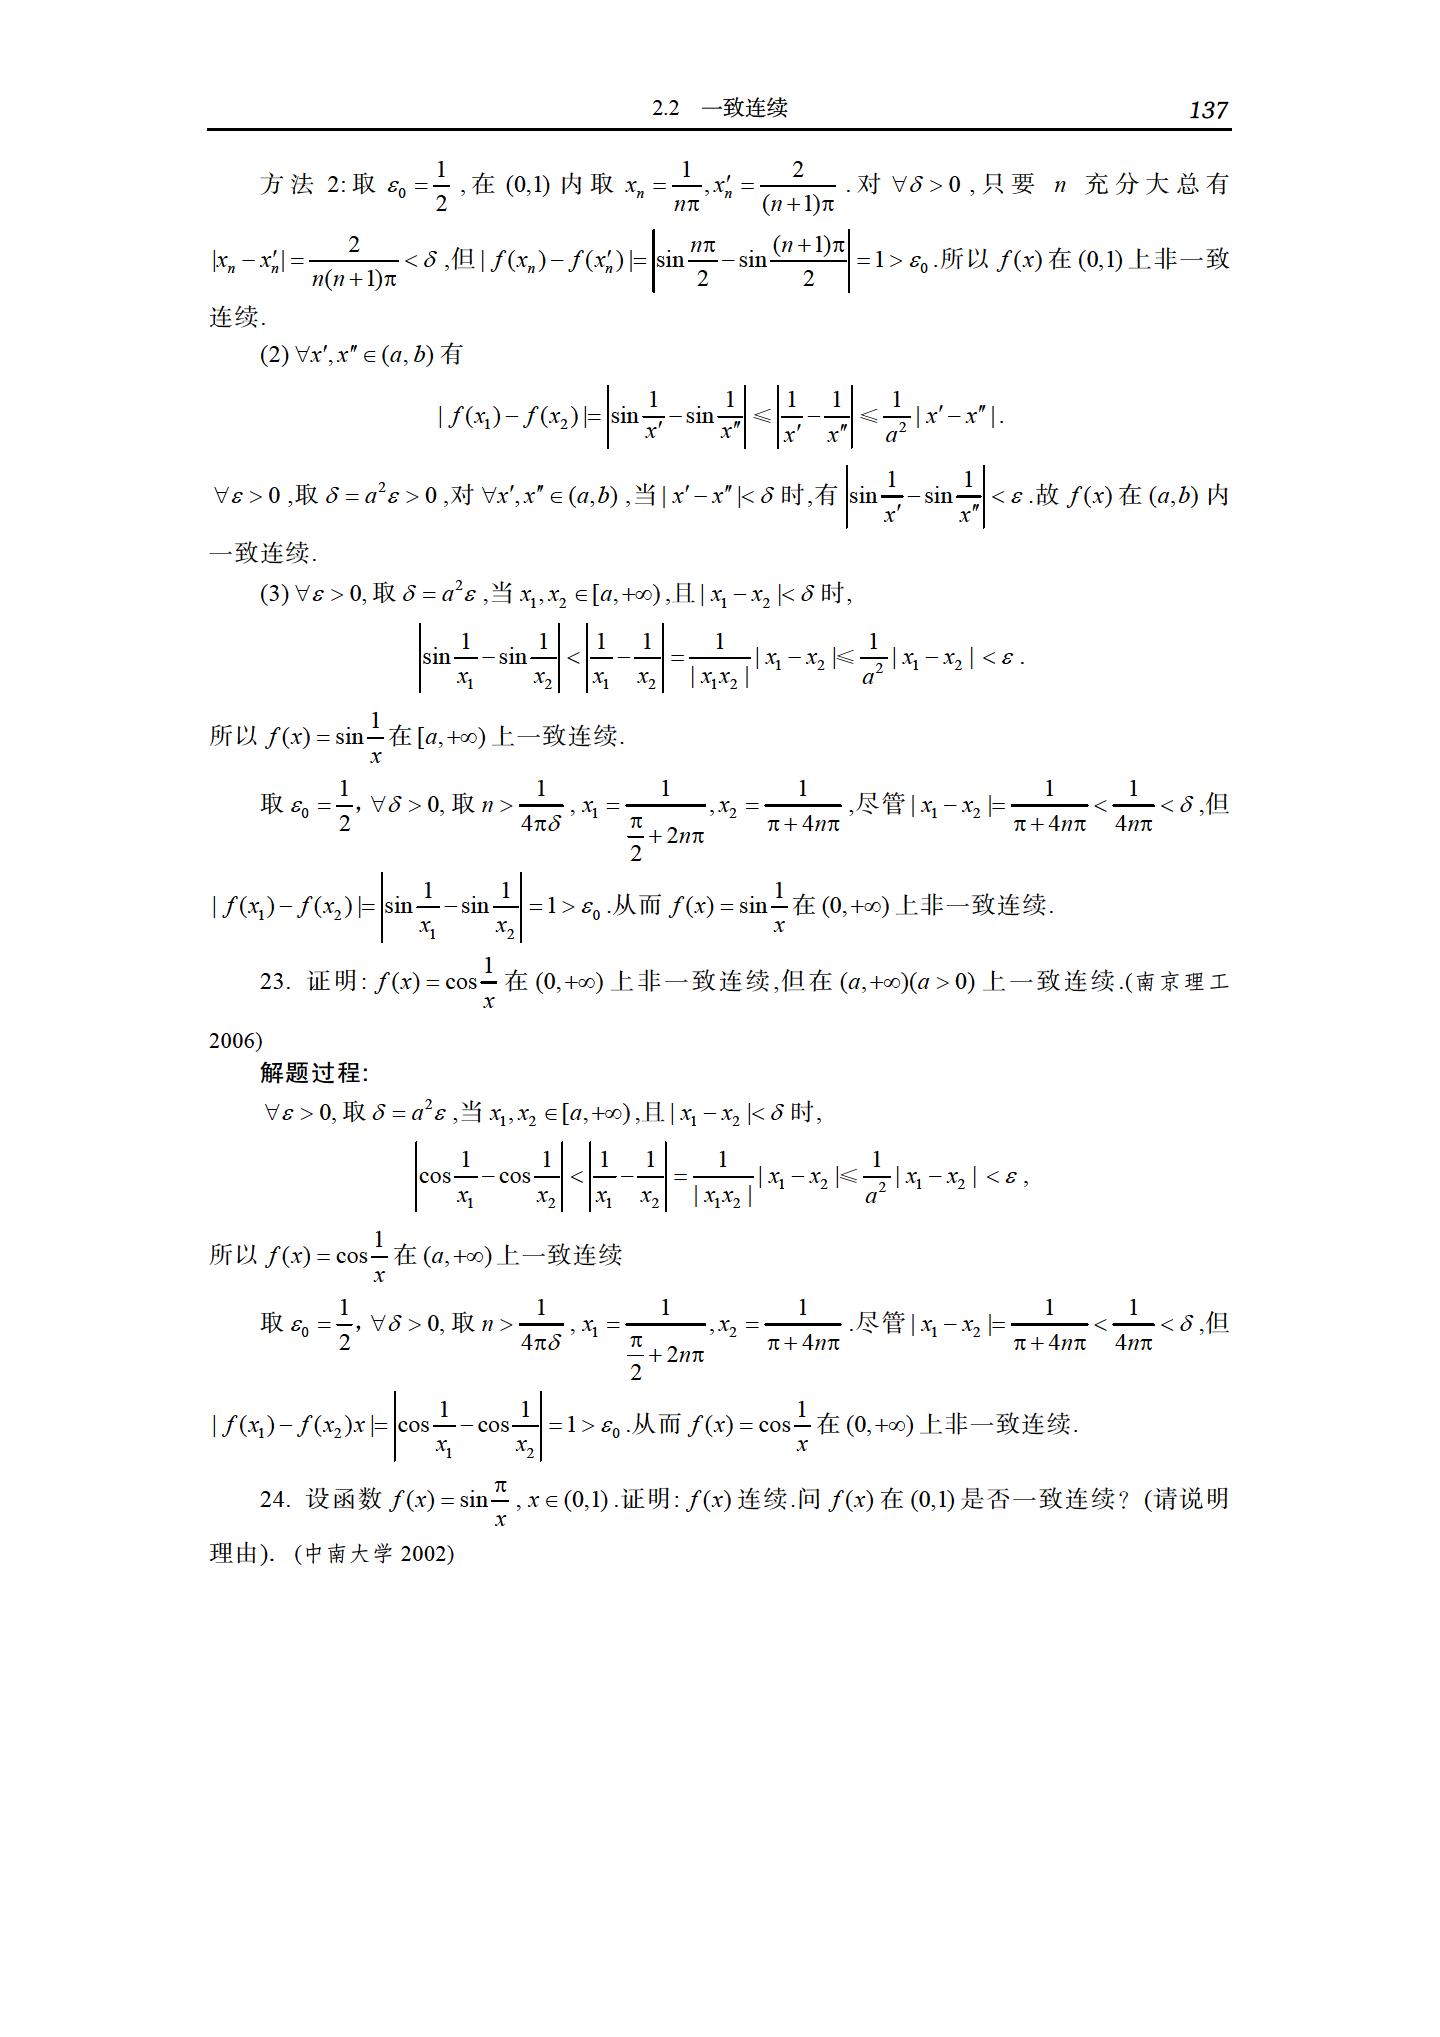 2.2 一致连续 137
方法 2:取 $\varepsilon_0=\frac{1}{2}$ ,在 (0,1) 内取 $x_n=\frac{1}{n\pi},x_n'=\frac{2}{(n+1)\pi}$ .对 $\forall\delta>0$ ,只要 n 充分大总有
$|x_n-x_n'|=\frac{2}{n(n+1)\pi}<\delta$ ,但 $|f(x_n)-f(x_n')|=\left|\sin\frac{n\pi}{2}-\sin\frac{(n+1)\pi}{2}\right|=1>\varepsilon_0$ .所以 $f(x)$ 在 (0,1) 上非一致
连续.
(2) $\forall x',x''\in(a,b)$ 有
$|f(x_1)-f(x_2)|=\left|\sin\frac{1}{x'}-\sin\frac{1}{x''}\right|\leqslant\left|\frac{1}{x'}-\frac{1}{x''}\right|\leqslant\frac{1}{a^2}|x'-x''|.$
$\forall\varepsilon>0$ ,取 $\delta=a^2\varepsilon>0$ ,对 $\forall x',x''\in(a,b)$ ,当 $|x'-x''|<\delta$ 时,有 $\left|\sin\frac{1}{x'}-\sin\frac{1}{x''}\right|<\varepsilon$ .故 $f(x)$ 在 $(a,b)$ 内
一致连续.
(3) $\forall\varepsilon>0,$ 取 $\delta=a^2\varepsilon$ ,当 $x_1,x_2\in[a,+\infty)$ ,且 $|x_1-x_2|<\delta$ 时,
$\left|\sin\frac{1}{x_1}-\sin\frac{1}{x_2}\right|<\left|\frac{1}{x_1}-\frac{1}{x_2}\right|=\frac{1}{|x_1x_2|}|x_1-x_2|\leqslant\frac{1}{a^2}|x_1-x_2|<\varepsilon$ .
所以 $f(x)=\sin\frac{1}{x}$ 在 $[a,+\infty)$ 上一致连续.
取 $\varepsilon_0=\frac{1}{2}$，$\forall\delta>0,$ 取 $n>\frac{1}{4\pi\delta}$ , $x_1=\frac{1}{\frac{\pi}{2}+2n\pi},x_2=\frac{1}{\pi+4n\pi}$ ,尽管 $|x_1-x_2|=\frac{1}{\pi+4n\pi}<\frac{1}{4n\pi}<\delta$ ,但
$|f(x_1)-f(x_2)|=\left|\sin\frac{1}{x_1}-\sin\frac{1}{x_2}\right|=1>\varepsilon_0$ .从而 $f(x)=\sin\frac{1}{x}$ 在 $(0,+\infty)$ 上非一致连续.
23. 证明: $f(x)=\cos\frac{1}{x}$ 在 $(0,+\infty)$ 上非一致连续,但在 $(a,+\infty)(a>0)$ 上一致连续.(南京理工
2006)
解题过程:
$\forall\varepsilon>0,$ 取 $\delta=a^2\varepsilon$ ,当 $x_1,x_2\in[a,+\infty)$ ,且 $|x_1-x_2|<\delta$ 时,
$\left|\cos\frac{1}{x_1}-\cos\frac{1}{x_2}\right|<\left|\frac{1}{x_1}-\frac{1}{x_2}\right|=\frac{1}{|x_1x_2|}|x_1-x_2|\leqslant\frac{1}{a^2}|x_1-x_2|<\varepsilon$ ,
所以 $f(x)=\cos\frac{1}{x}$ 在 $(a,+\infty)$ 上一致连续
取 $\varepsilon_0=\frac{1}{2}$，$\forall\delta>0,$ 取 $n>\frac{1}{4\pi\delta}$ , $x_1=\frac{1}{\frac{\pi}{2}+2n\pi},x_2=\frac{1}{\pi+4n\pi}$ .尽管 $|x_1-x_2|=\frac{1}{\pi+4n\pi}<\frac{1}{4n\pi}<\delta$ ,但
$|f(x_1)-f(x_2)x|=\left|\cos\frac{1}{x_1}-\cos\frac{1}{x_2}\right|=1>\varepsilon_0$ .从而 $f(x)=\cos\frac{1}{x}$ 在 $(0,+\infty)$ 上非一致连续.
24. 设函数 $f(x)=\sin\frac{\pi}{x}$ , $x\in(0,1)$ .证明: $f(x)$ 连续.问 $f(x)$ 在 (0,1) 是否一致连续？(请说明
理由). (中南大学 2002)